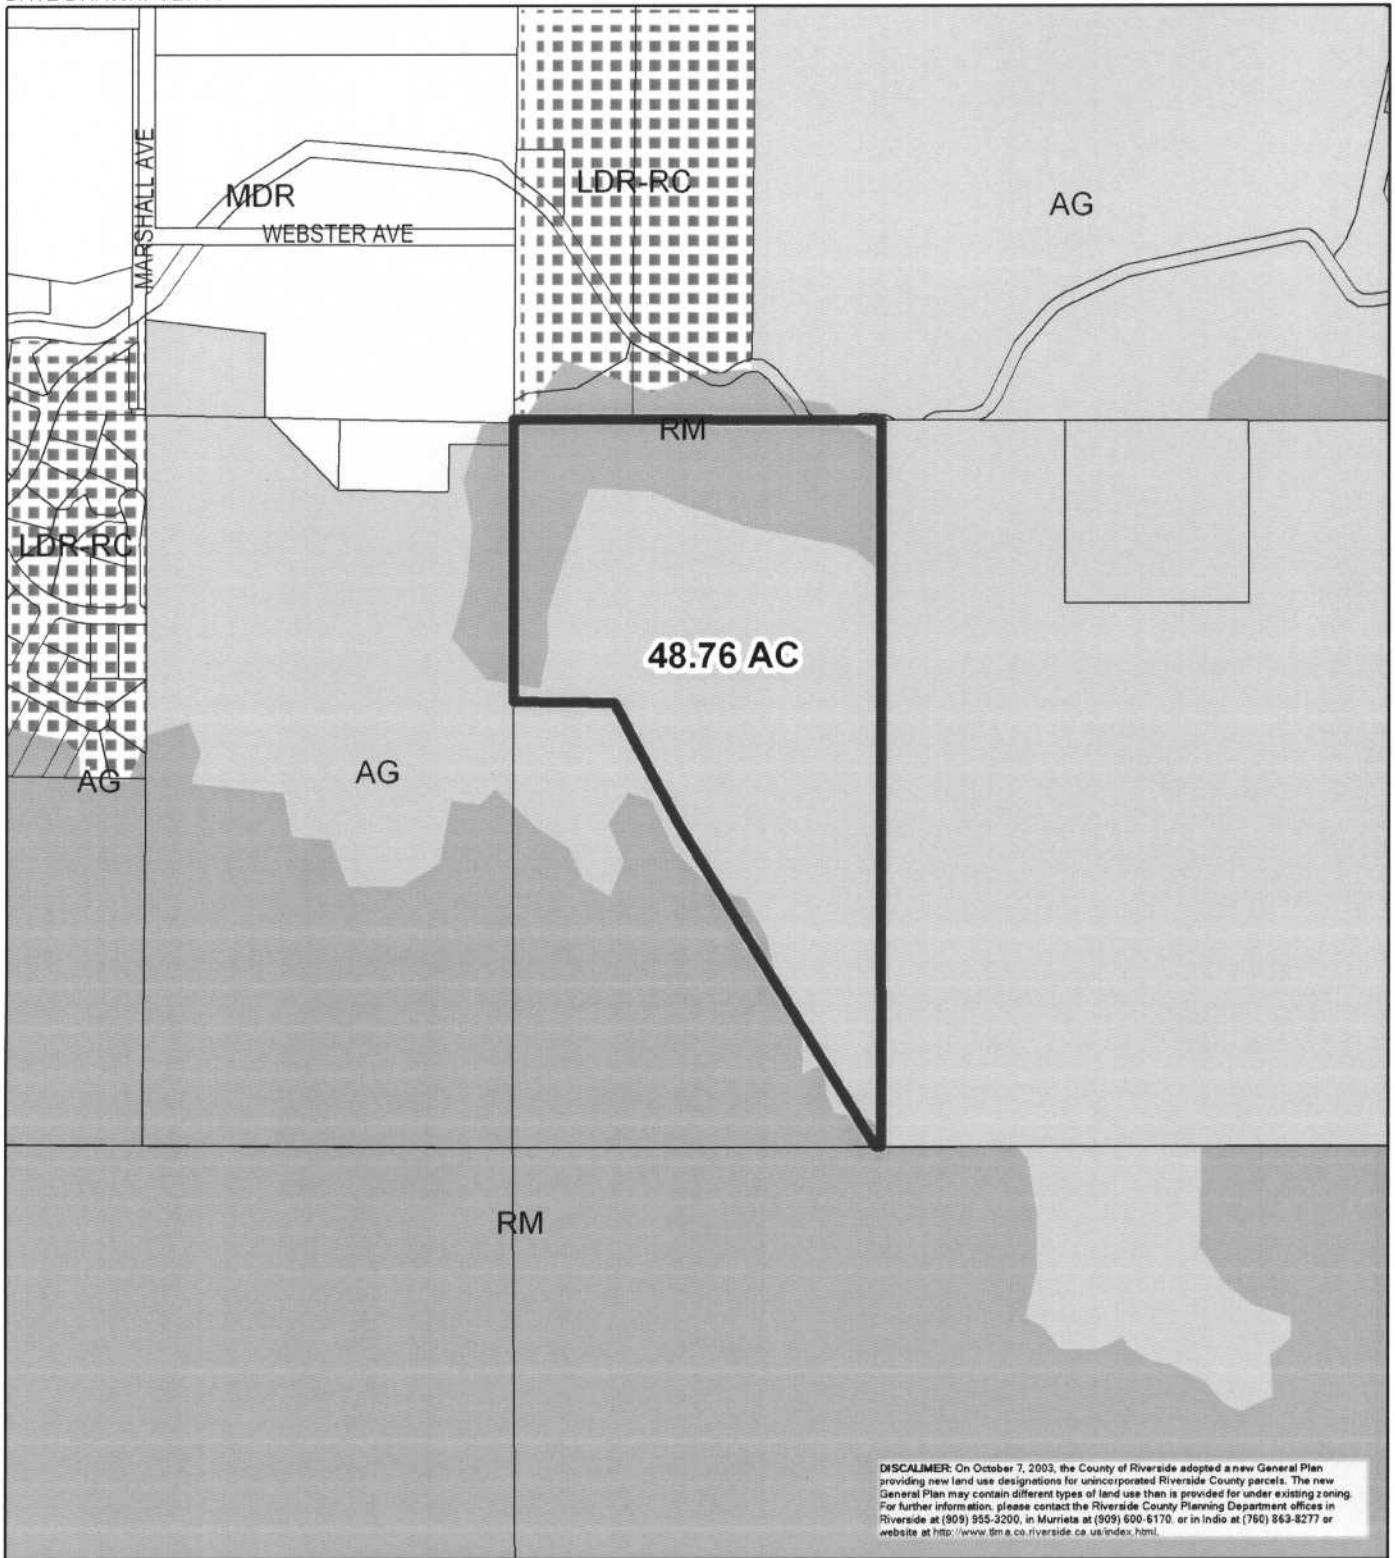 MARSHALL AVE
MDR
LDR-RC
AG
WEBSTER AVE
RM
LDR-RC
48.76 AC
AG
AG
RM
DISCALIMER: On October 7, 2003, the County of Riverside adopted a new General Plan
providing new land use designations for unincorporated Riverside County parcels. The new
General Plan may contain different types of land use than is provided for under existing zoning.
For further information, please contact the Riverside County Planning Department offices in
Riverside at (909) 955-3200, in Murrieta at (909) 600-6170, or in Indio at (760) 863-8277 or
website at http://www.tlma.co.riverside.ca.us/index.html.